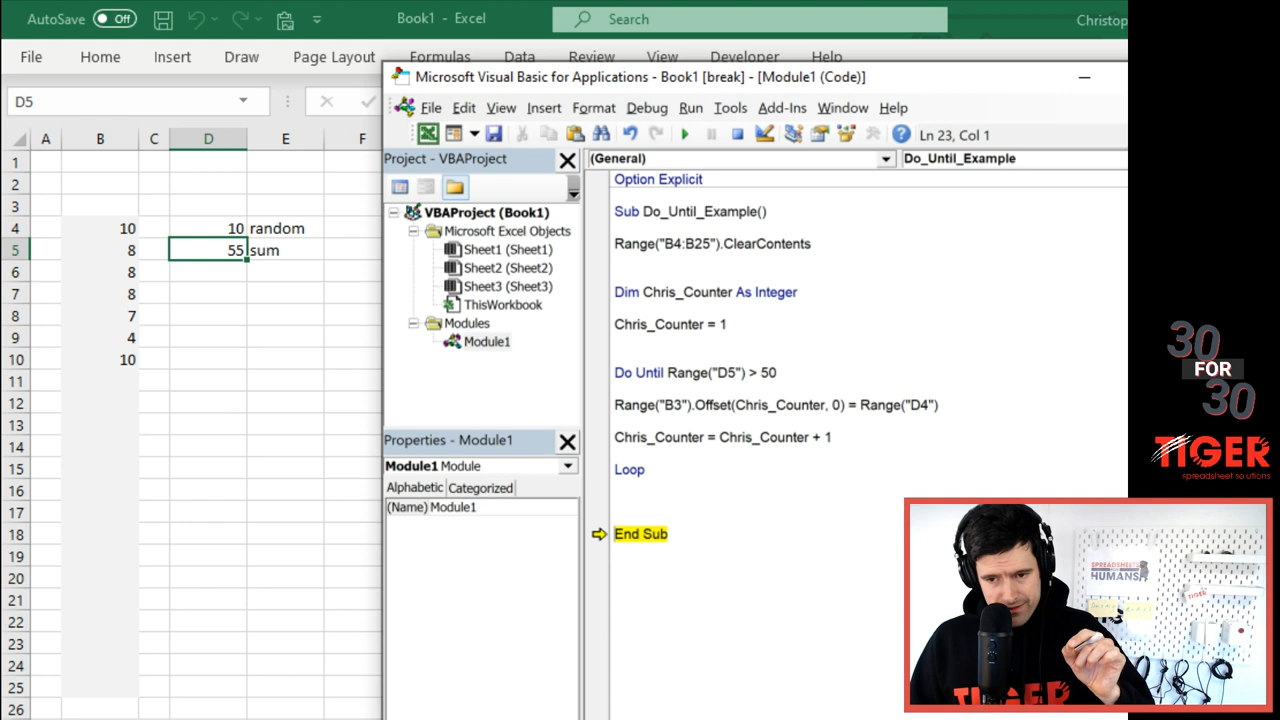 AutoSave Off Book1 - Excel Search Christop
File Home Insert Draw Page Layout Formulas Data Review View Developer Help
Microsoft Visual Basic for Applications - Book1 [break] - [Module1 (Code)]
D5
File Edit View Insert Format Debug Run Tools Add-Ins Window Help
Ln 23, Col 1
A B C D E F
Project - VBAProject
(General) Do_Until_Example
VBAProject (Book1)
Microsoft Excel Objects
Sheet1 (Sheet1)
Sheet2 (Sheet2)
Sheet3 (Sheet3)
ThisWorkbook
Modules
Module1
Properties - Module1
Module1 Module
Alphabetic Categorized
(Name) Module1
Option Explicit
Sub Do_Until_Example()
Range("B4:B25").ClearContents
Dim Chris_Counter As Integer
Chris_Counter = 1
Do Until Range("D5") > 50
Range("B3").Offset(Chris_Counter, 0) = Range("D4")
Chris_Counter = Chris_Counter + 1
Loop
End Sub
1
2
3
4 10 10 random
5 8 55 sum
6 8
7 8
8 7
9 4
10 10
11
12
13
14
15
16
17
18
19
20
21
22
23
24
25
26
30
FOR
30
TIGER
spreadsheet solutions
SPREADSHEETS
HUMANS
TIGER
TIGER